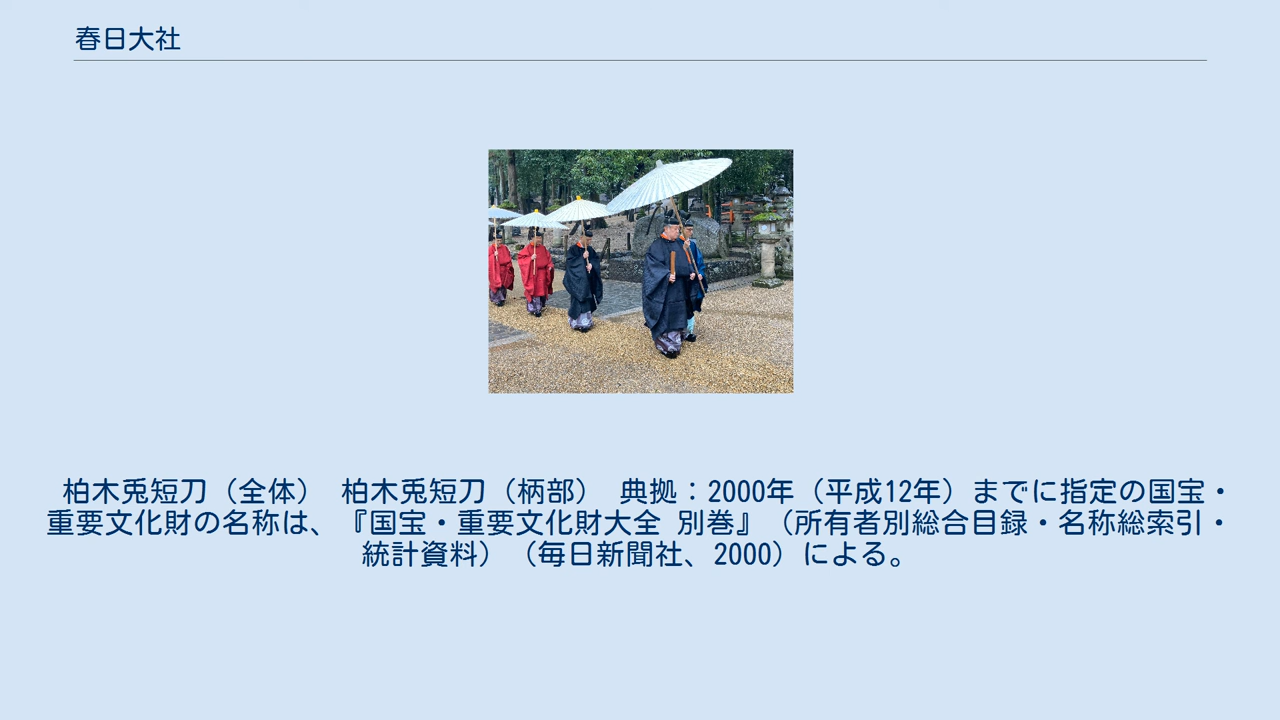 春日大社
柏木兎短刀（全体） 柏木兎短刀（柄部） 典拠：2000年（平成12年）までに指定の国宝・
重要文化財の名称は、『国宝・重要文化財大全 別巻』（所有者別総合目録・名称総索引・
統計資料）（毎日新聞社、2000）による。